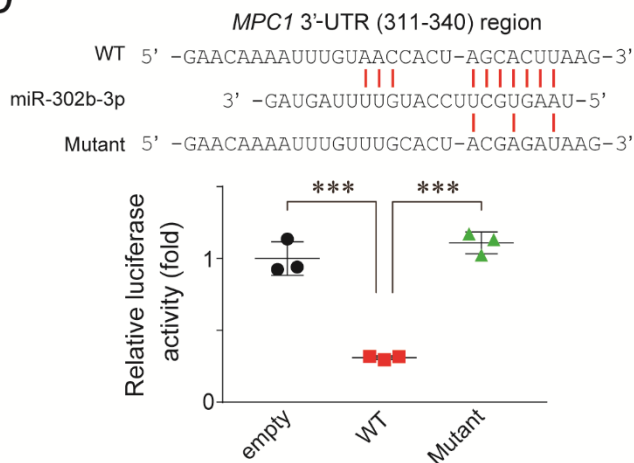 MPC1 3'-UTR (311-340) region
WT 5' -GAACAAAAUUUGUAACCACU-AGCACUUAAG-3'
miR-302b-3p 3' -GAUGAUUUUGUACCUUCGUGAAU-5'
Mutant 5' -GAACAAAAUUUGUUUGCACU-ACGAGAUAAG-3'
*** ***
Relative luciferase
activity (fold)
1
0
empty WT Mutant